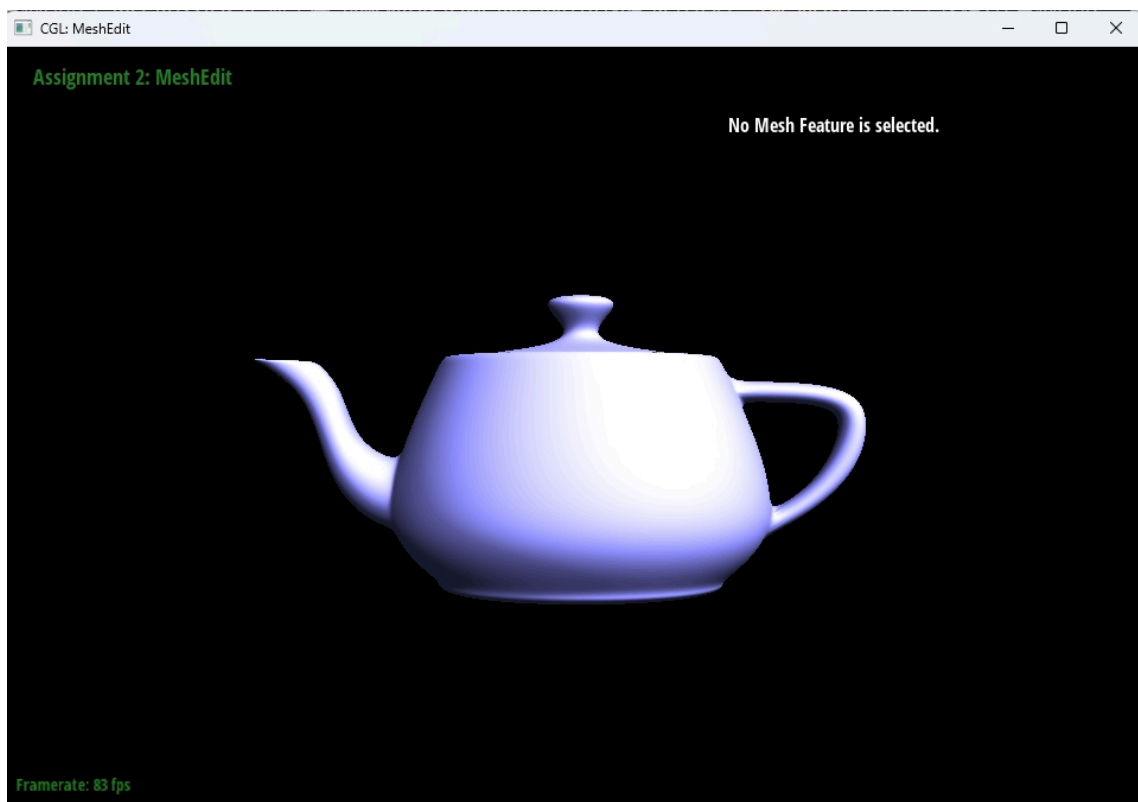 CGL: MeshEdit
Assignment 2: MeshEdit
No Mesh Feature is selected.
Framerate: 83 fps